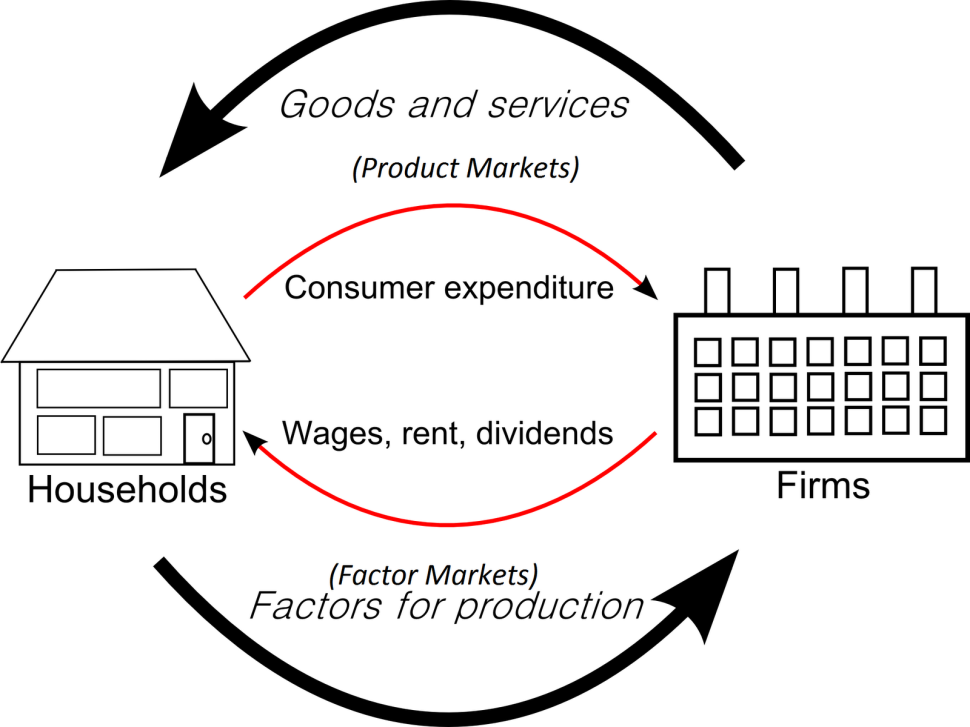 Goods and services
(Product Markets)
Consumer expenditure
Wages, rent, dividends
Households
Firms
(Factor Markets)
Factors for production